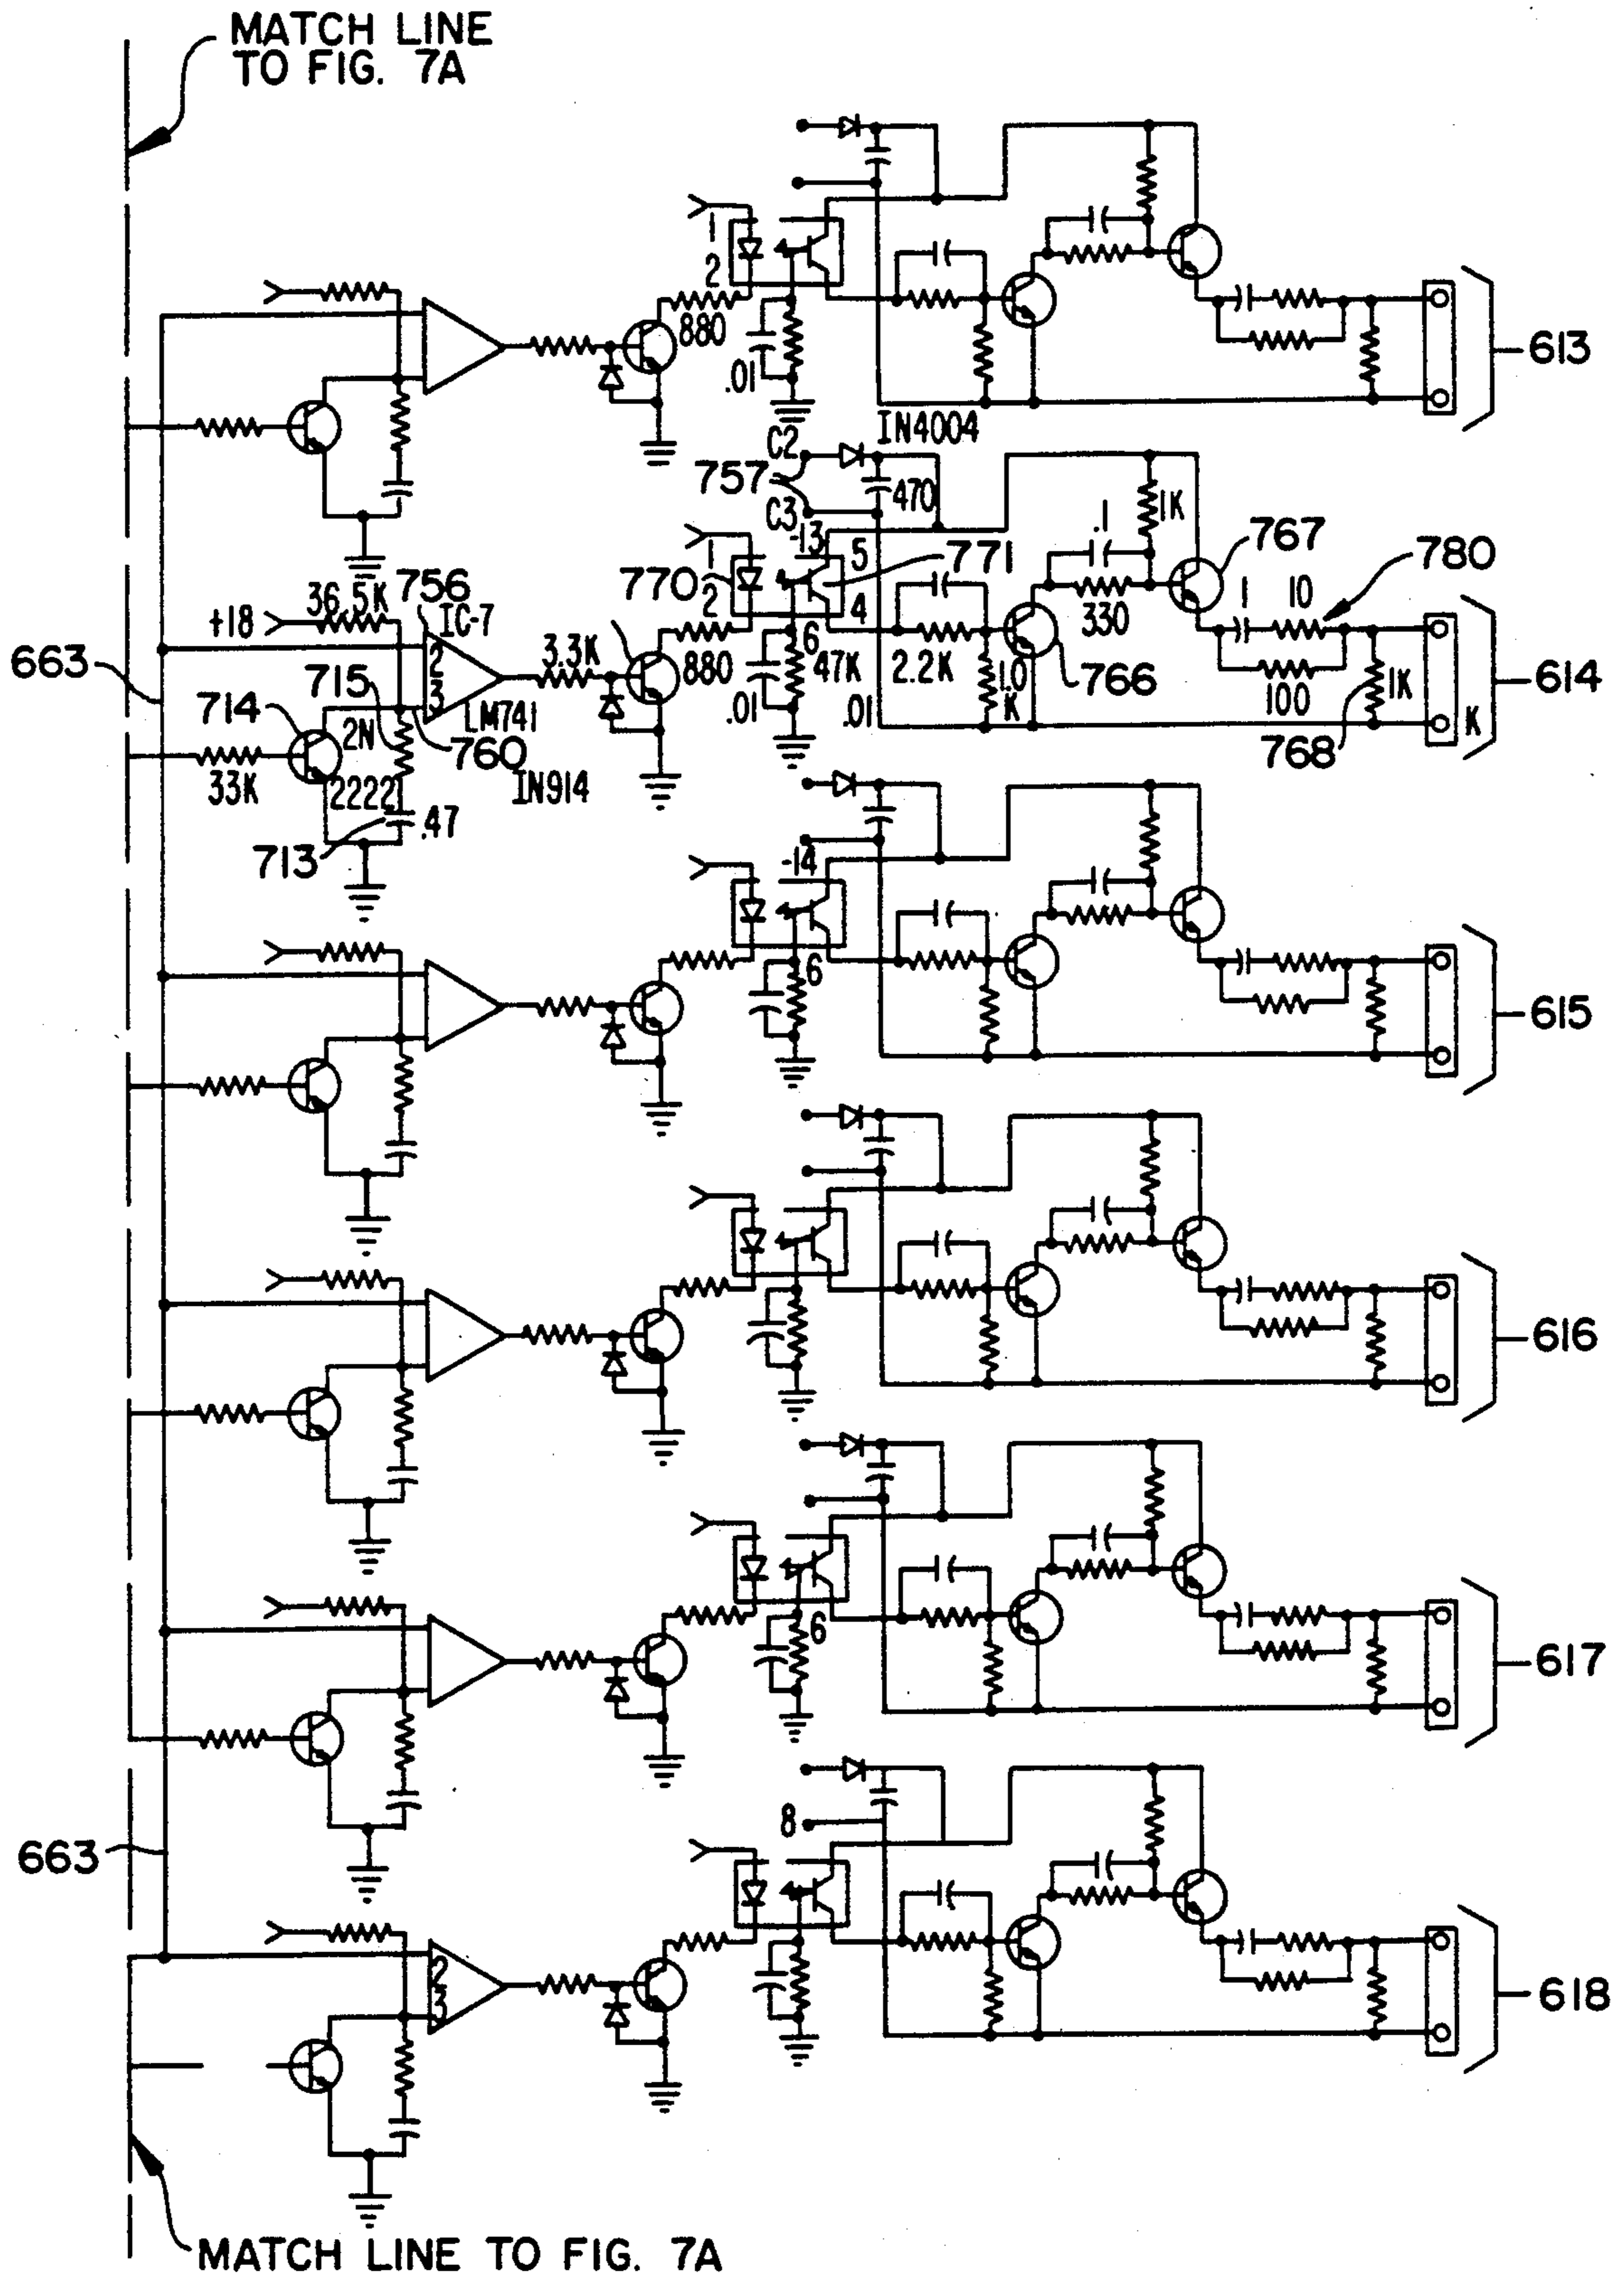 MATCH LINE
TO FIG. 7A
1
2
880
.01
613
IN4004
C2
757
470
C3
-13
.1
1K
767
5
771
780
770
1
2
4
1
10
36.5K
756
IC-7
+18
330
6
663
2
3.3K
880
47K
2.2K
1.0
K
766
1K
614
715
3
714
LM741
.01
.01
100
K
2N
760
768
33K
2222
IN914
713
.47
-14
6
615
616
6
617
8
663
2
3
618
MATCH LINE TO FIG. 7A